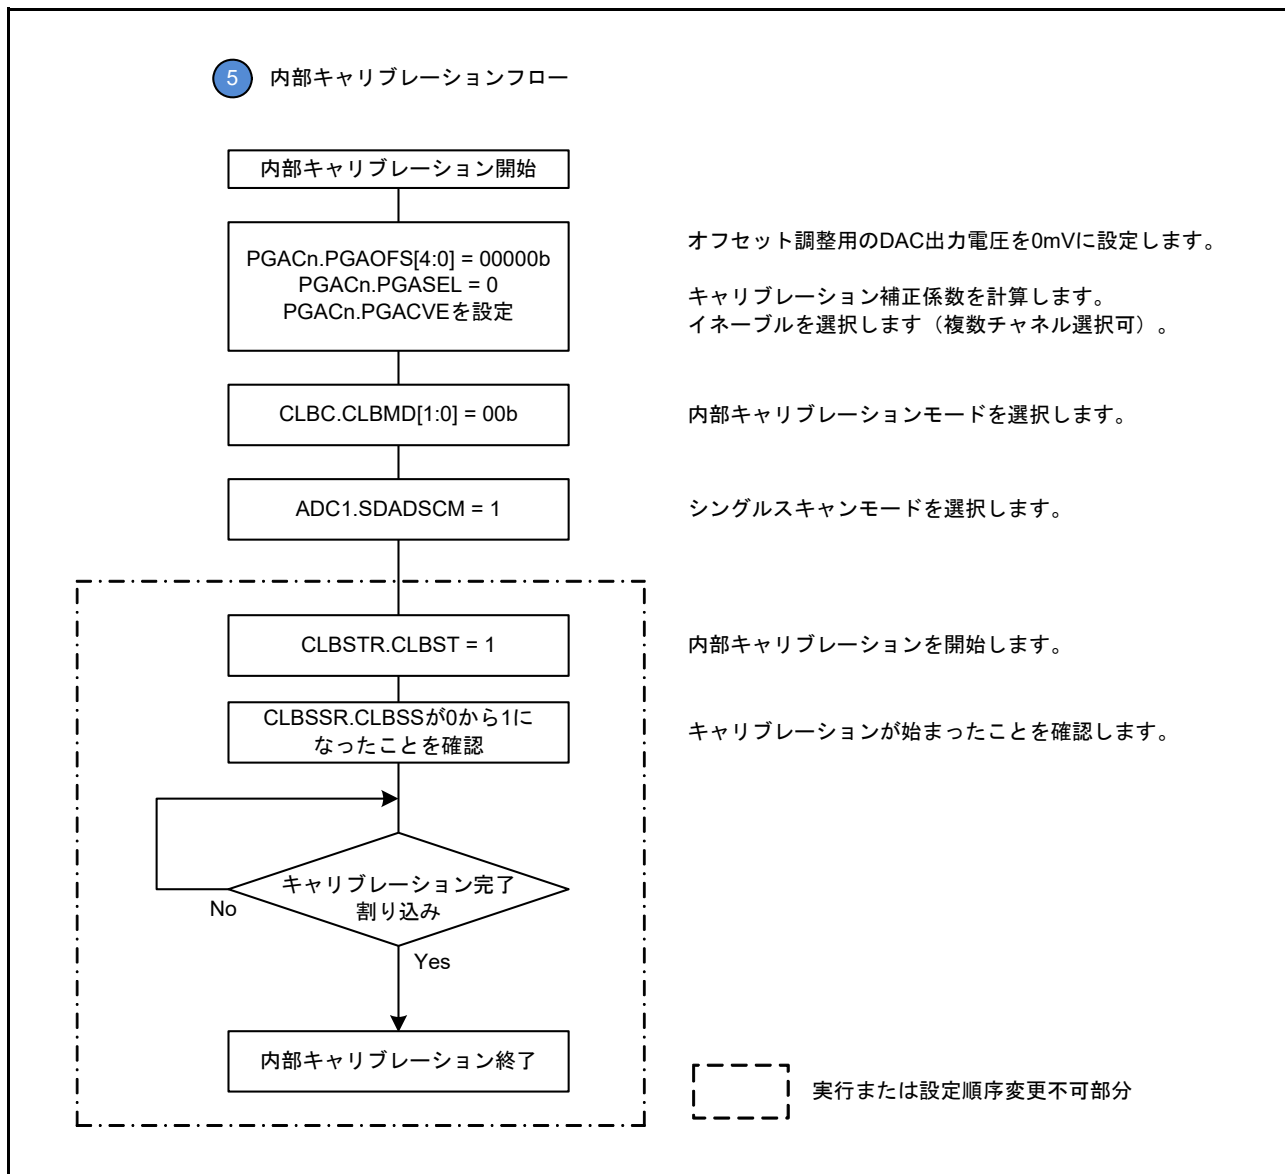 5 内部キャリブレーションフロー
内部キャリブレーション開始
PGACn.PGAOFS[4:0] = 00000b
PGACn.PGASEL = 0
PGACn.PGACVEを設定
オフセット調整用のDAC出力電圧を0mVに設定します。
キャリブレーション補正係数を計算します。
イネーブルを選択します（複数チャネル選択可）。
CLBC.CLBMD[1:0] = 00b
内部キャリブレーションモードを選択します。
ADC1.SDADSCM = 1
シングルスキャンモードを選択します。
CLBSTR.CLBST = 1
内部キャリブレーションを開始します。
CLBSSR.CLBSSが0から1に
なったことを確認
キャリブレーションが始まったことを確認します。
キャリブレーション完了
割り込み
No
Yes
内部キャリブレーション終了
実行または設定順序変更不可部分